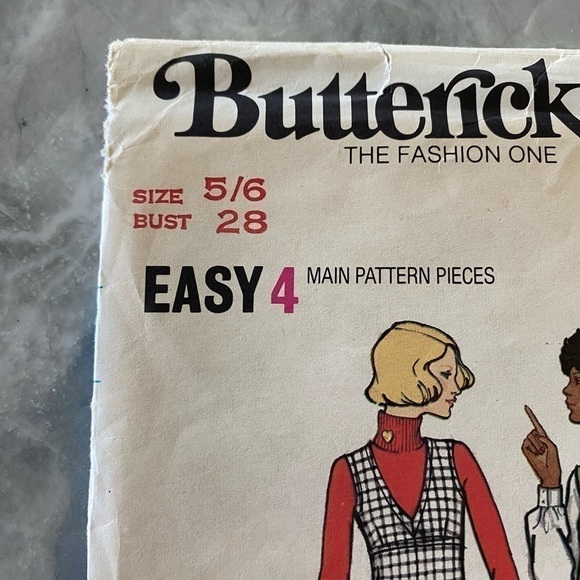 Butterick
THE FASHION ONE
SIZE 5/6
BUST 28
EASY 4 MAIN PATTERN PIECES